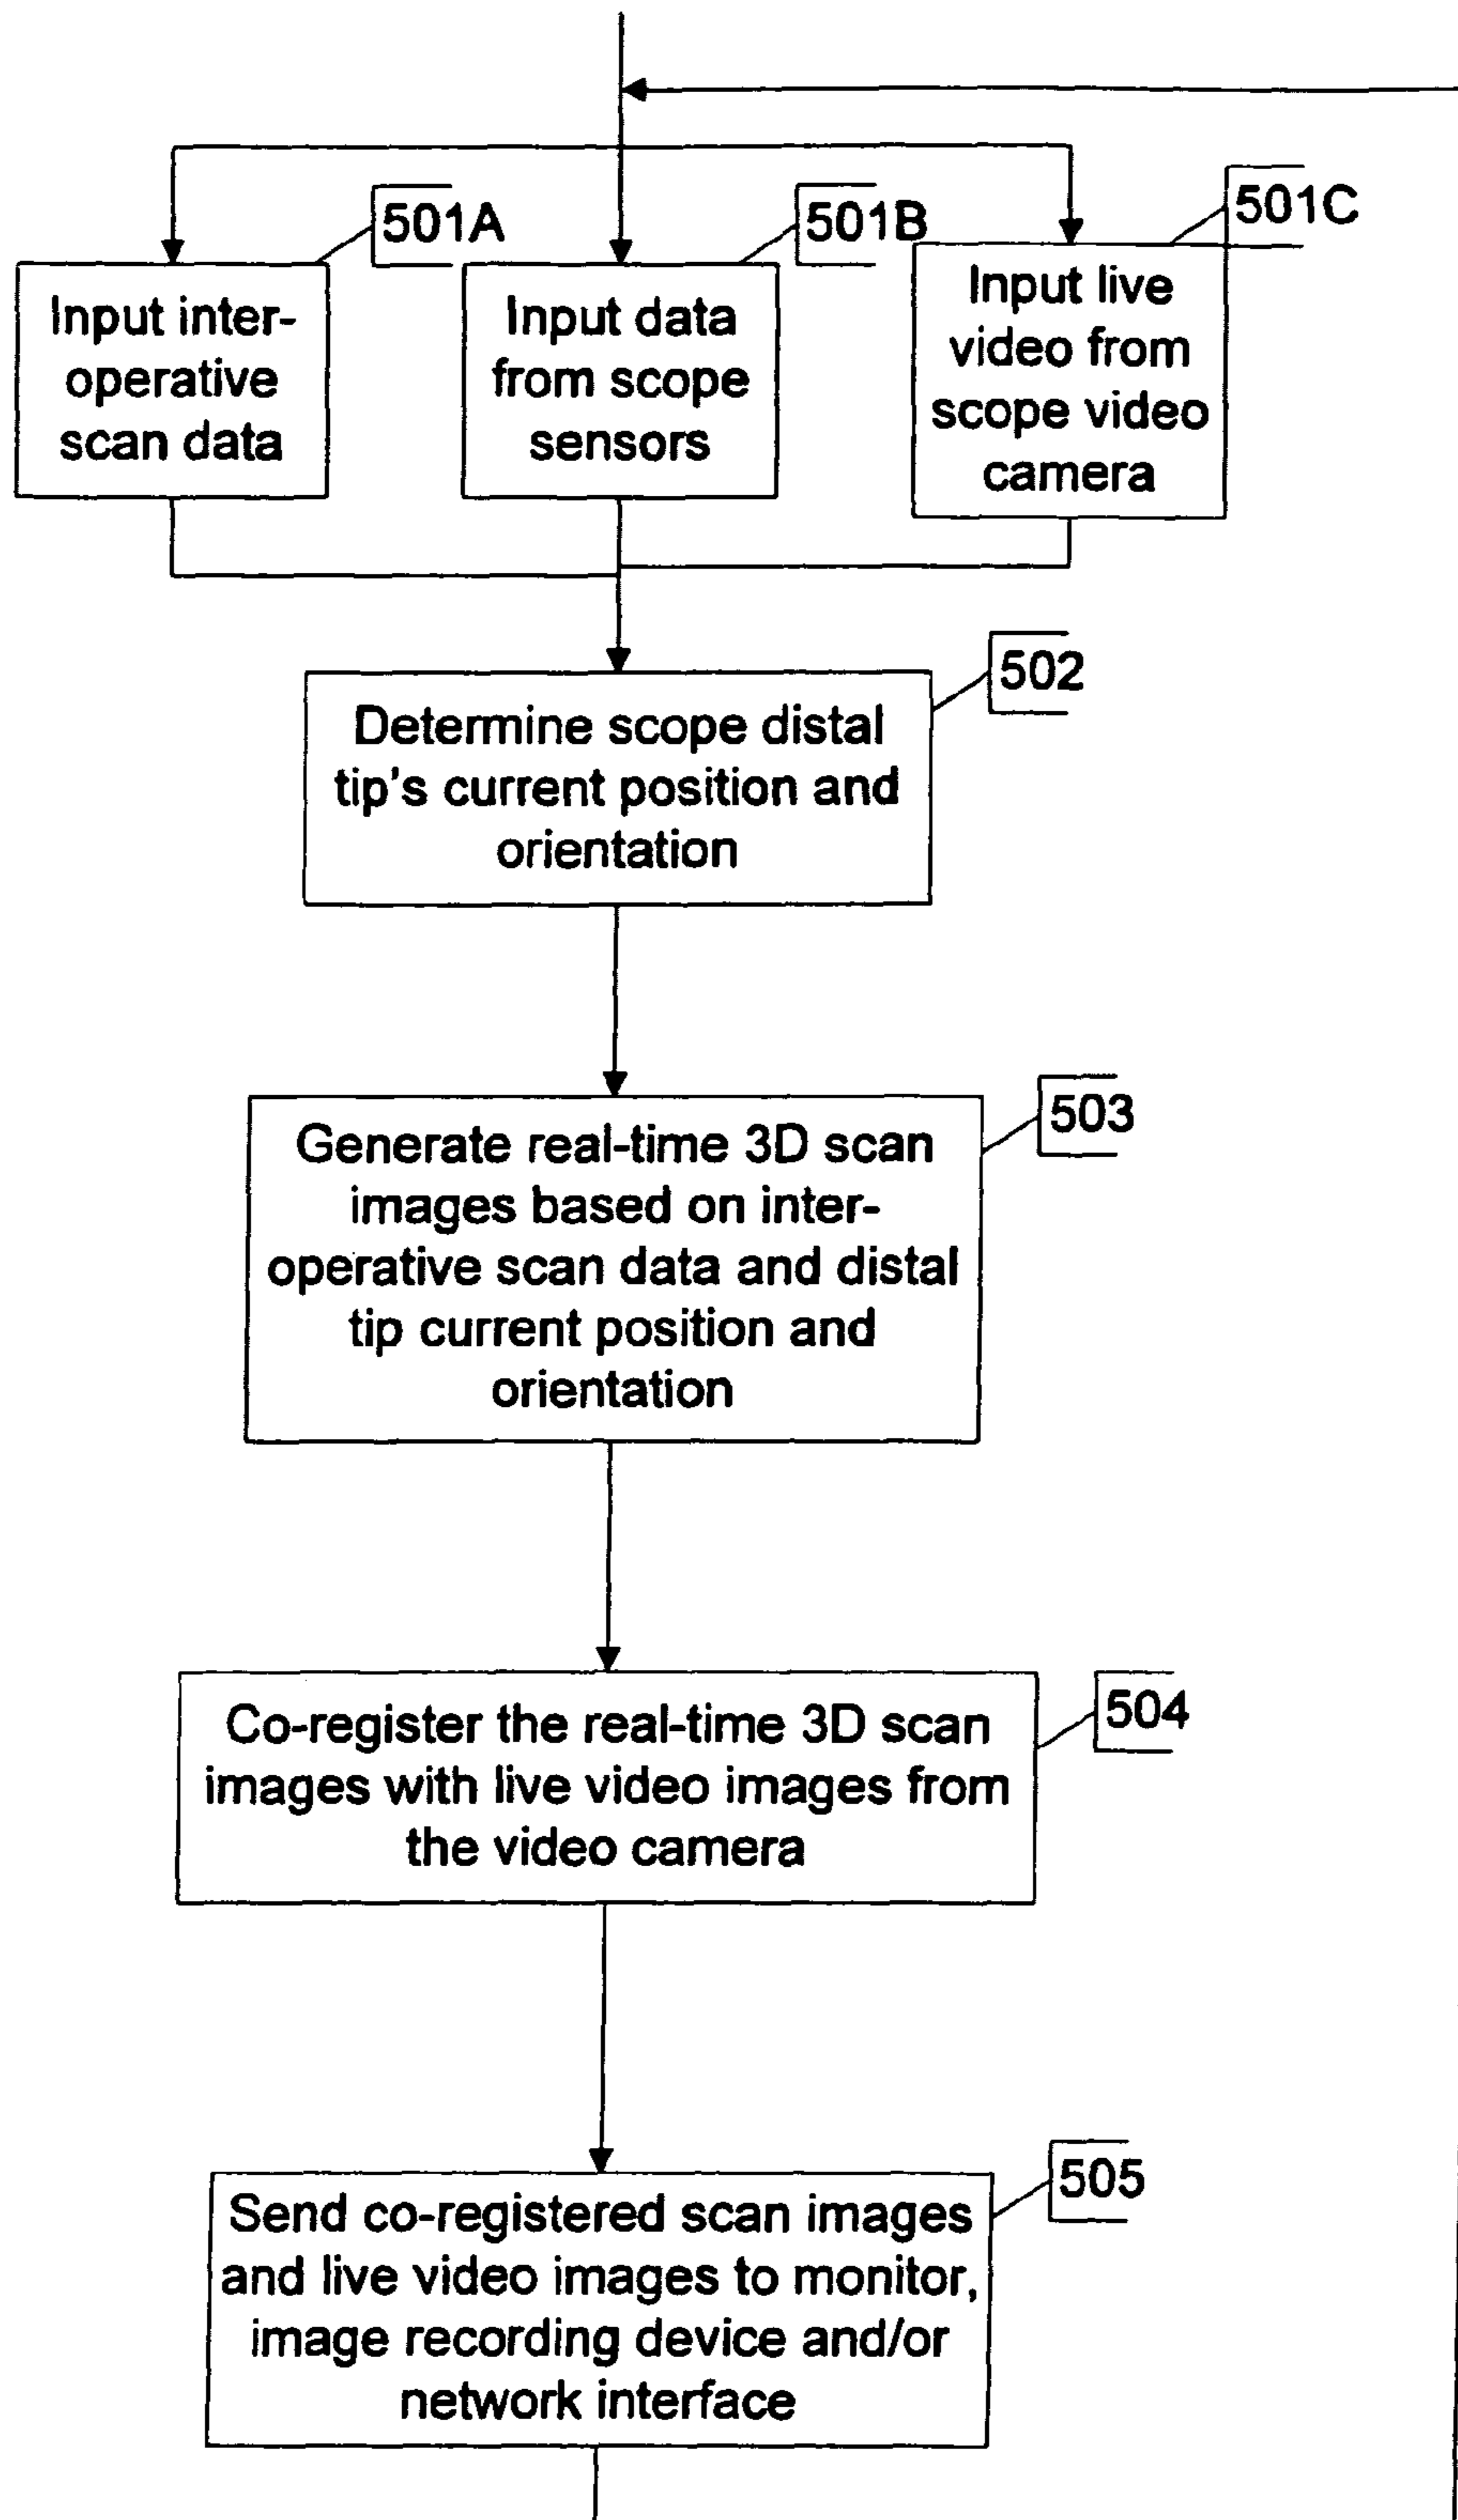 501A
501B
501C
Input inter-
operative
scan data
Input data
from scope
sensors
Input live
video from
scope video
camera
502
Determine scope distal
tip's current position and
orientation
503
Generate real-time 3D scan
images based on inter-
operative scan data and distal
tip current position and
orientation
504
Co-register the real-time 3D scan
images with live video images from
the video camera
505
Send co-registered scan images
and live video images to monitor,
image recording device and/or
network interface